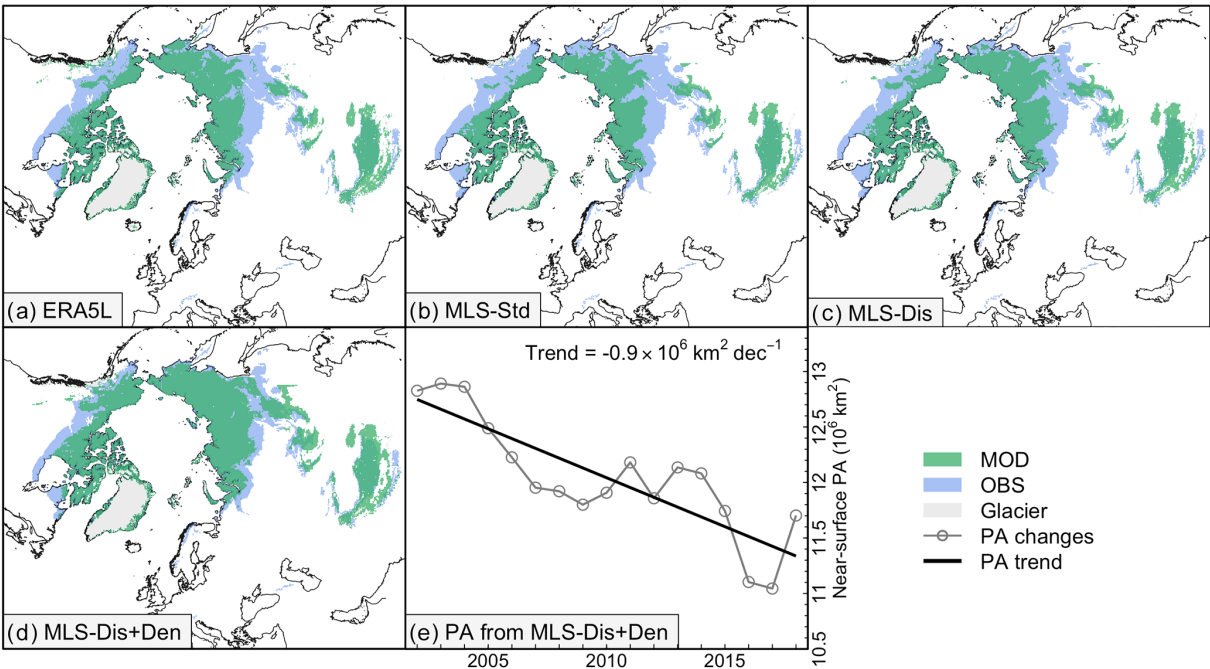 (a) ERA5L
(b) MLS-Std
(c) MLS-Dis
(d) MLS-Dis+Den
Trend = -0.9 × 10⁶ km² dec⁻¹
(e) PA from MLS-Dis+Den
2005 2010 2015
13
12.5
12
11.5
11
10.5
Near-surface PA (10⁶ km²)
MOD
OBS
Glacier
PA changes
PA trend